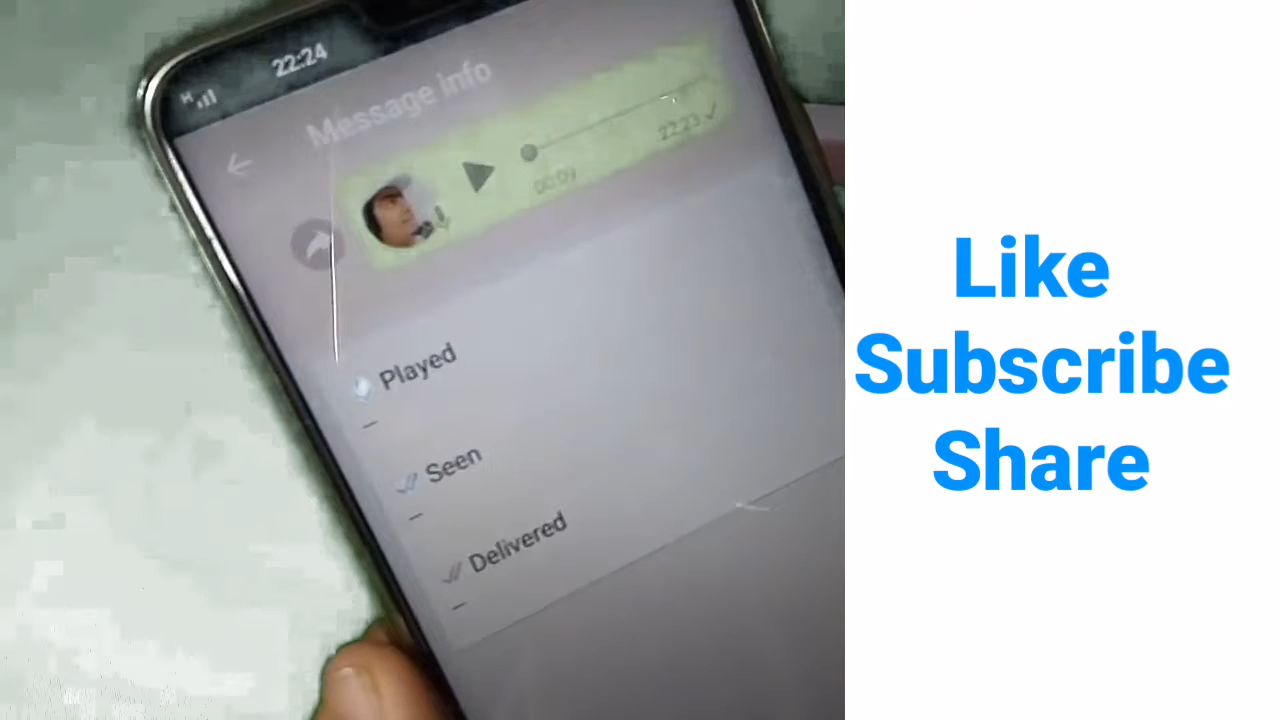 22:24
H
Message info
00:09
22:23
Played
–
Seen
–
Delivered
–
Like
Subscribe
Share